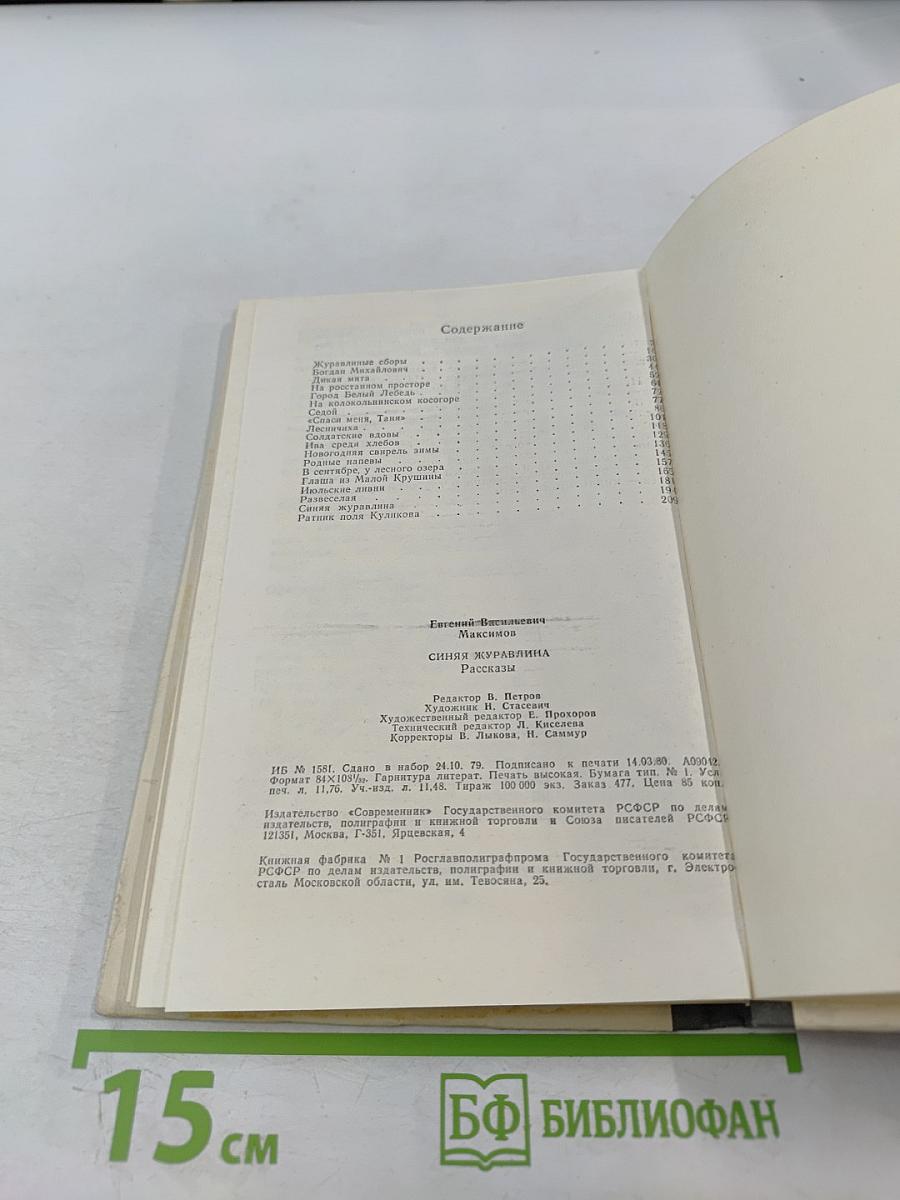 Содержание
Журавлиные сборы
Богдан Михайлович
Дикая мята
На росстанном просторе
Город Белый Лебедь
На колокольнинском косогоре
Седой
«Спаси меня, Таня»
Лесничиха
Солдатские вдовы
Ива среди хлебов
Новогодняя свирель зимы
Родные напевы
В сентябре, у лесного озера
Глаша из Малой Крушины
Июльские ливни
Развеселая
Синяя журавлина
Ратник поля Куликова
Евгений Васильевич
Максимов
СИНЯЯ ЖУРАВЛИНА
Рассказы
Редактор В. Петров
Художник Н. Стасевич
Художественный редактор Е. Прохоров
Технический редактор Л. Киселева
Корректоры В. Лыкова, Н. Саммур
ИБ № 1581. Сдано в набор 24.10. 79. Подписано к печати 14.03.80. А09042.
Формат 84×108¹/₃₂. Гарнитура литерат. Печать высокая. Бумага тип. № 1. Усл.
печ. л. 11,76. Уч.-изд. л. 11,48. Тираж 100 000 экз. Заказ 477. Цена 85 коп.
Издательство «Современник» Государственного комитета РСФСР по делам
издательств, полиграфии и книжной торговли и Союза писателей РСФСР
121351, Москва, Г-351, Ярцевская, 4
Книжная фабрика № 1 Росглавполиграфпрома Государственного комитета
РСФСР по делам издательств, полиграфии и книжной торговли, г. Электро-
сталь Московской области, ул. им. Тевосяна, 25.
15 см
БФ БИБЛИОФАН